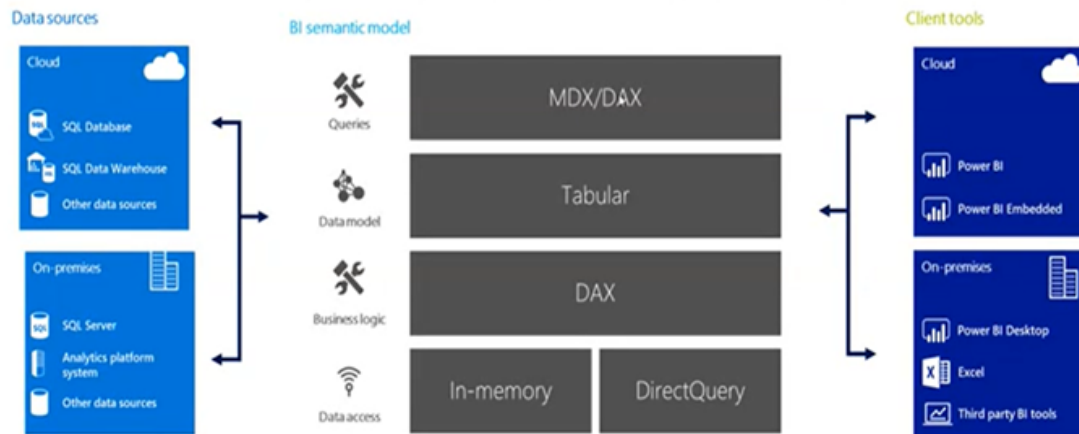 Data sources
Cloud
SQL
SQL Database
SQL Data Warehouse
Other data sources
On-premises
SQL
SQL Server
Analytics platform
system
Other data sources
BI semantic model
Queries
MDX/DAX
Data model
Tabular
Business logic
DAX
Data access
In-memory
DirectQuery
Client tools
Cloud
Power BI
Power BI Embedded
On-premises
Power BI Desktop
X
Excel
Third party BI tools